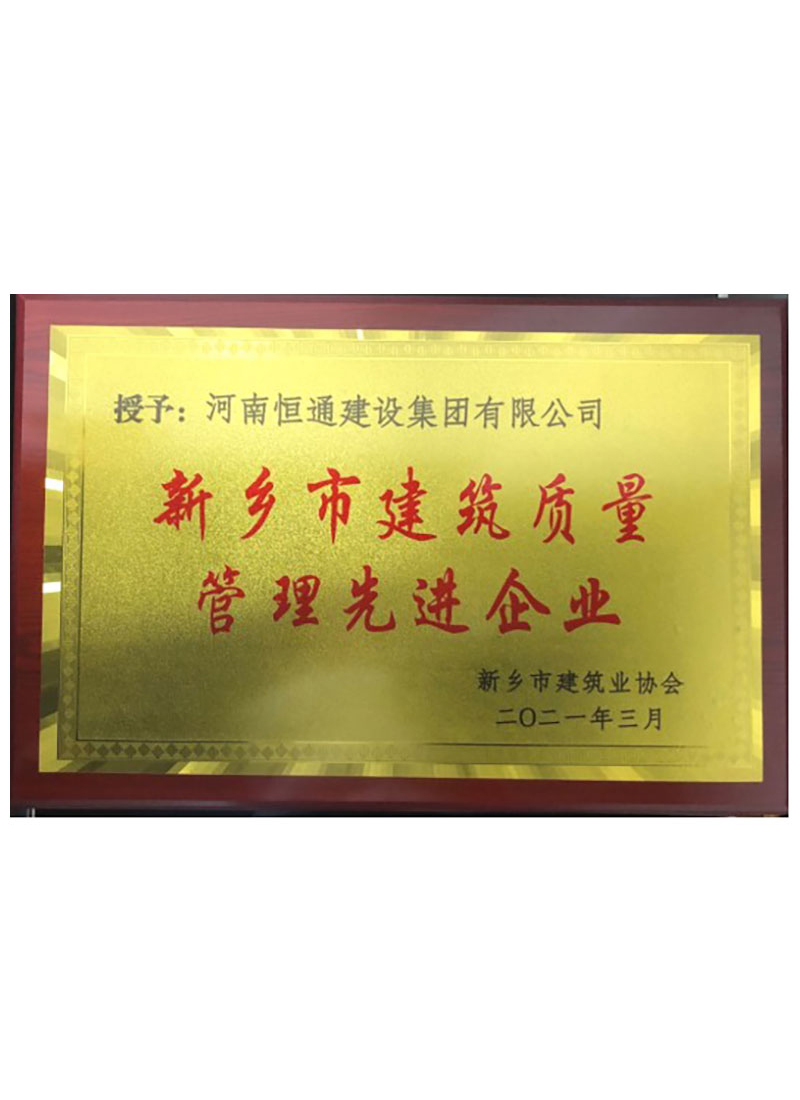 授予：河南恒通建设集团有限公司
新乡市建筑质量
管理先进企业
新乡市建筑业协会
二〇二一年三月